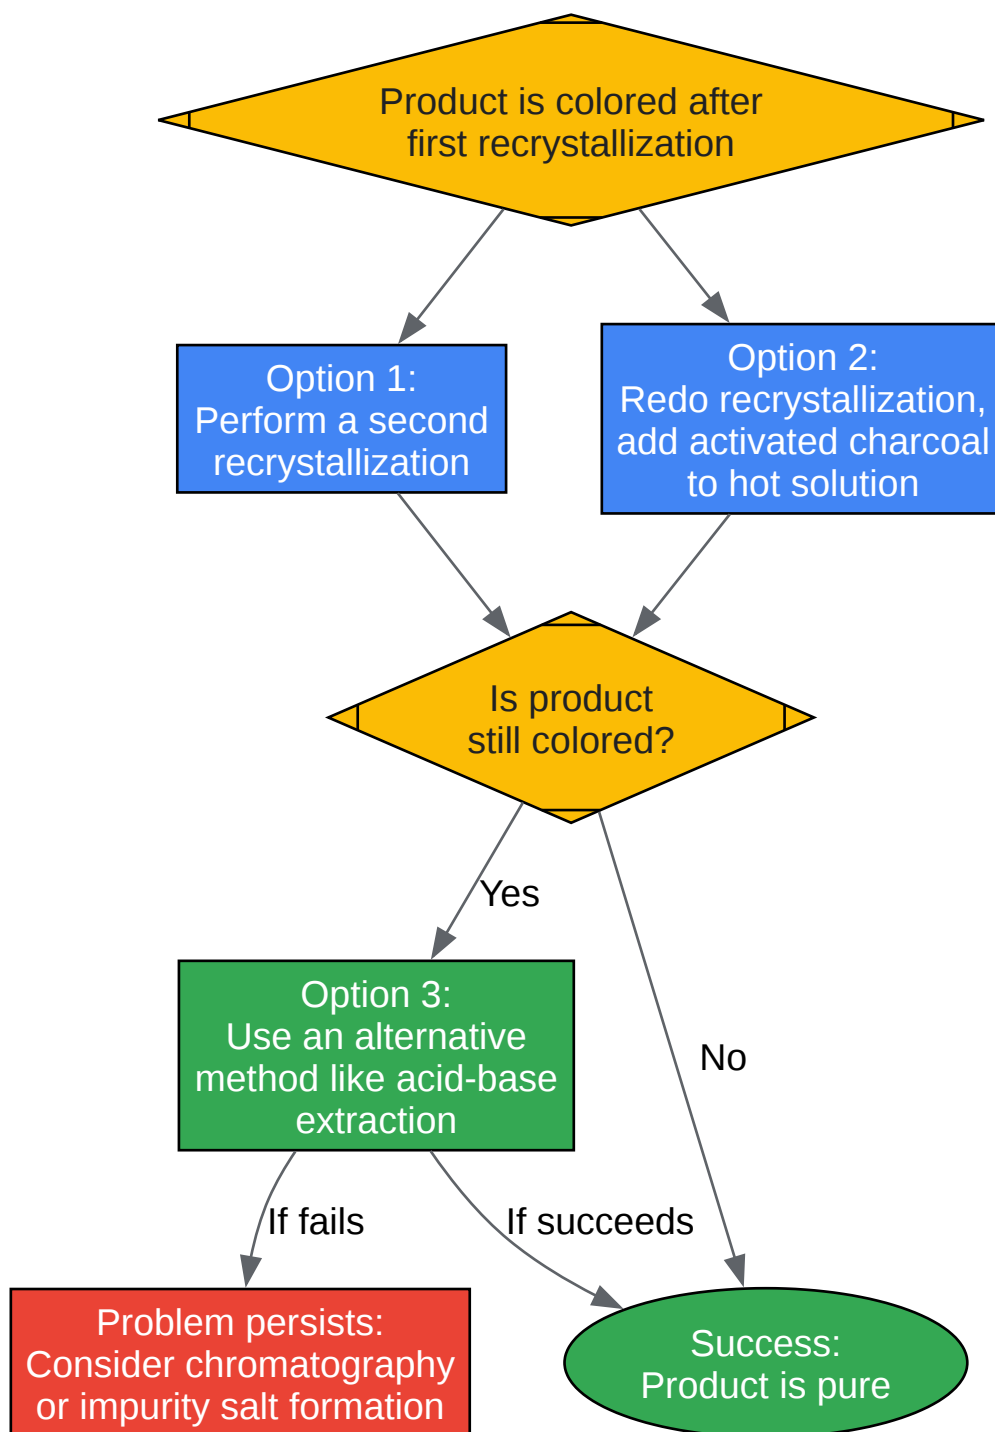 Product is colored after
first recrystallization
Option 1:
Perform a second
recrystallization
Option 2:
Redo recrystallization,
add activated charcoal
to hot solution
Is product
still colored?
Yes
No
Option 3:
Use an alternative
method like acid-base
extraction
If fails
If succeeds
Problem persists:
Consider chromatography
or impurity salt formation
Success:
Product is pure